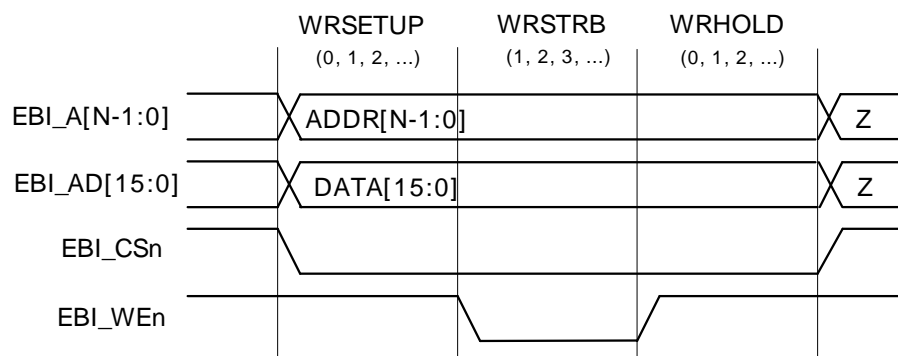 WRSETUP WRSTRB WRHOLD
(0, 1, 2, ...) (1, 2, 3, ...) (0, 1, 2, ...)
EBI_A[N-1:0] ADDR[N-1:0] Z
EBI_AD[15:0] DATA[15:0] Z
EBI_CSn
EBI_WEn